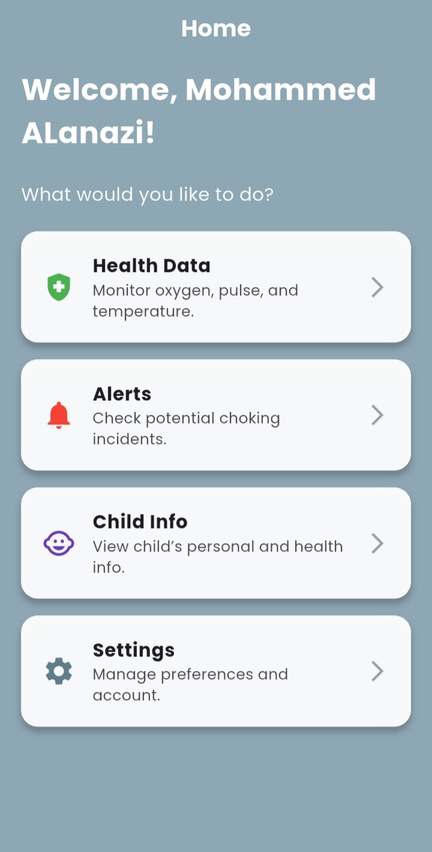 Home
Welcome, Mohammed
ALanazi!
What would you like to do?
Health Data
Monitor oxygen, pulse, and
temperature.
Alerts
Check potential choking
incidents.
Child Info
View child’s personal and health
info.
Settings
Manage preferences and
account.